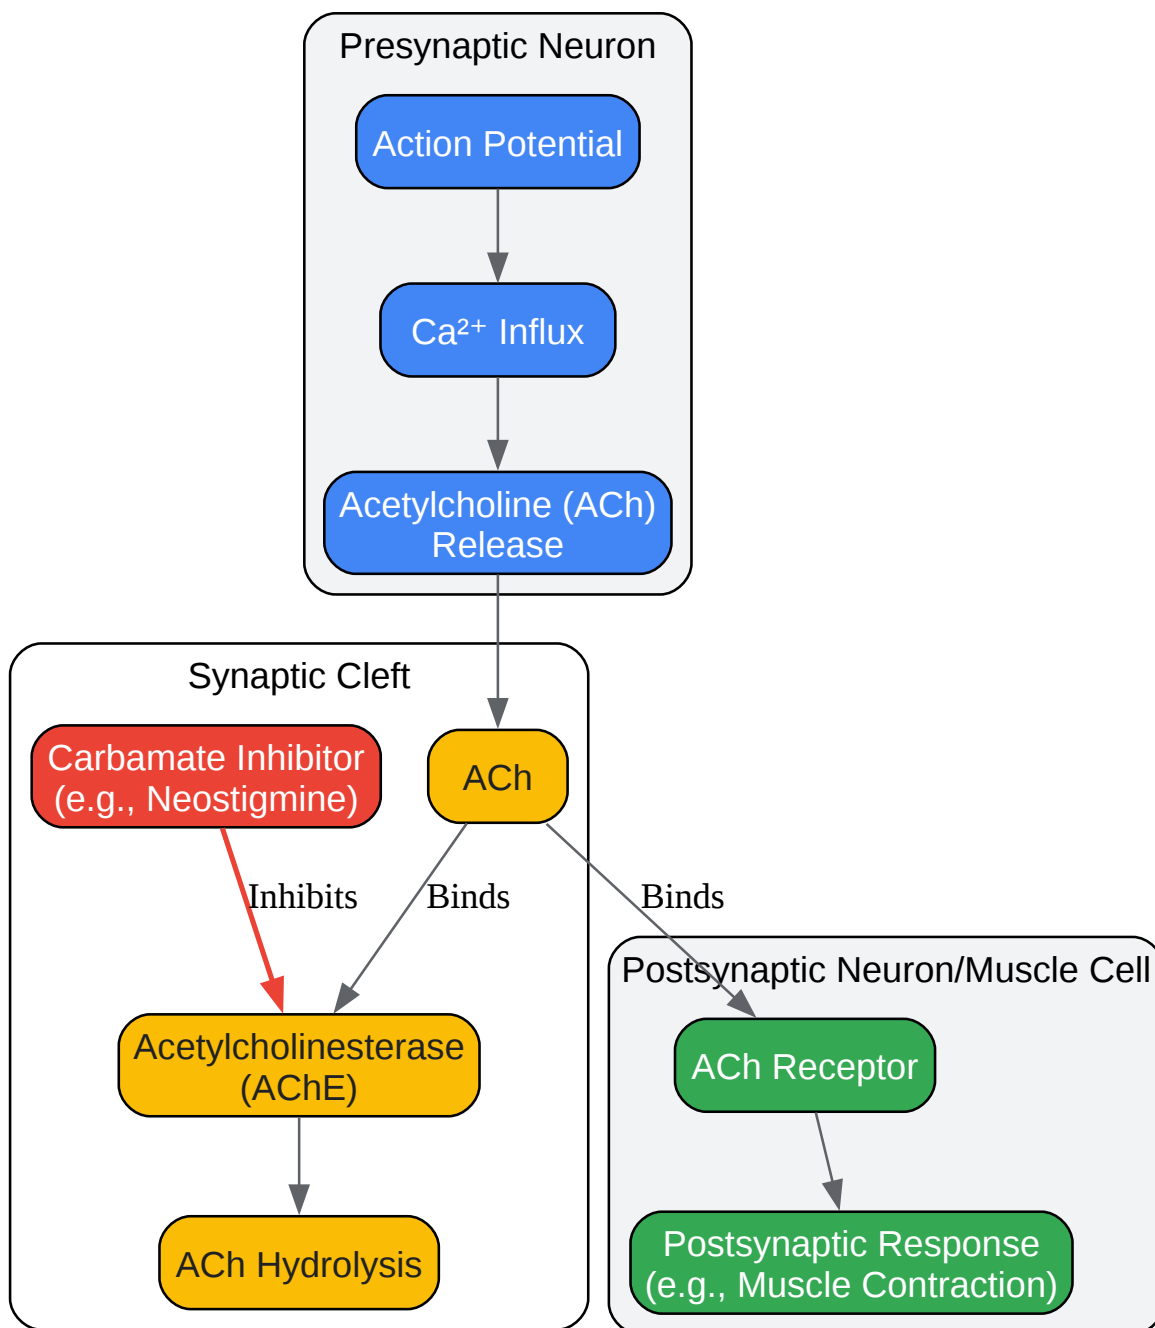 Presynaptic Neuron
Action Potential
Ca²⁺ Influx
Acetylcholine (ACh)
Release
Synaptic Cleft
Carbamate Inhibitor
(e.g., Neostigmine)
ACh
Inhibits
Binds
Binds
Postsynaptic Neuron/Muscle Cell
Acetylcholinesterase
(AChE)
ACh Receptor
ACh Hydrolysis
Postsynaptic Response
(e.g., Muscle Contraction)